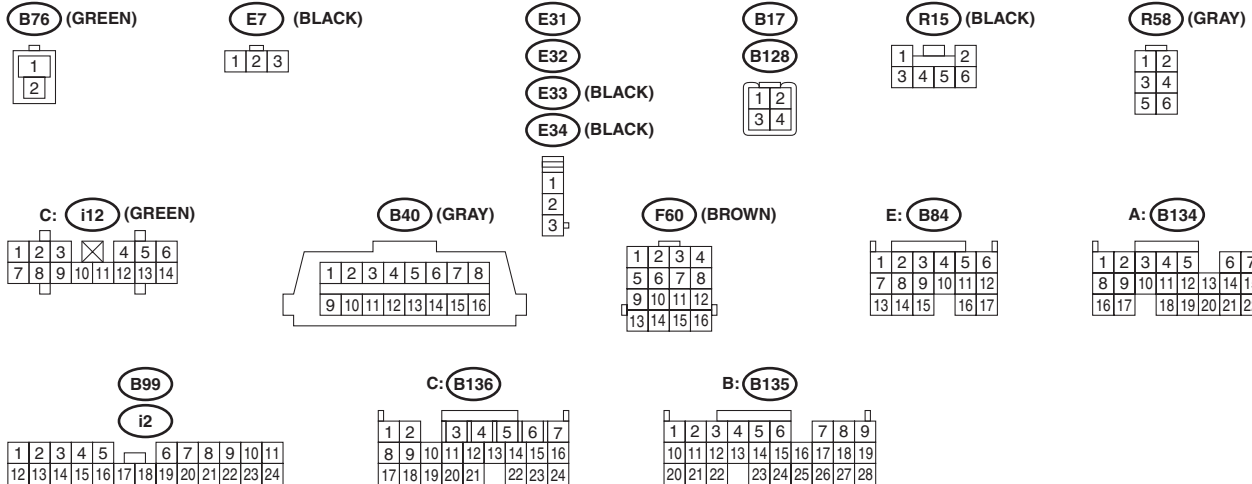 B76 (GREEN) E7 (BLACK) E31 B17 R15 (BLACK) R58 (GRAY)
E32 B128
E33 (BLACK)
E34 (BLACK)
1
2
1 2 3
1
2
3
1 2
3 4
1 2
3 4 5 6
1 2
3 4
5 6
C: i12 (GREEN) B40 (GRAY) F60 (BROWN) E: B84 A: B134
1 2 3 4 5 6
7 8 9 10 11 12 13 14
1 2 3 4 5 6 7 8
9 10 11 12 13 14 15 16
1 2 3 4
5 6 7 8
9 10 11 12
13 14 15 16
1 2 3 4 5 6
7 8 9 10 11 12
13 14 15 16 17
1 2 3 4 5 6 7
8 9 10 11 12 13 14
16 17 18 19 20 21
B99 C: B136 B: B135
i2
1 2 3 4 5 6 7 8 9 10 11
12 13 14 15 16 17 18 19 20 21 22 23 24
1 2 3 4 5 6 7
8 9 10 11 12 13 14 15 16
17 18 19 20 21 22 23 24
1 2 3 4 5 6 7 8 9
10 11 12 13 14 15 16 17 18 19
20 21 22 23 24 25 26 27 28